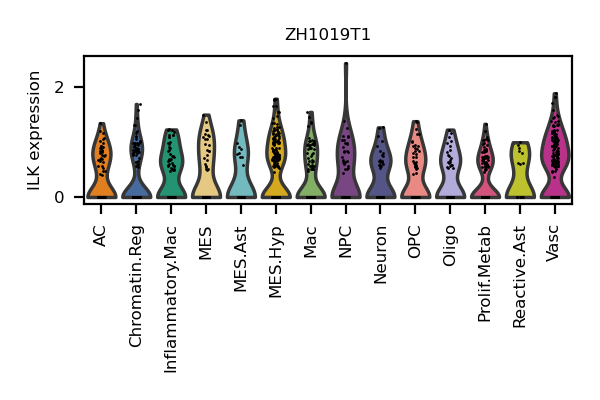 ZH1019T1
ILK expression
2
0
AC
Chromatin.Reg
Inflammatory.Mac
MES
MES.Ast
MES.Hyp
Mac
NPC
Neuron
OPC
Oligo
Prolif.Metab
Reactive.Ast
Vasc